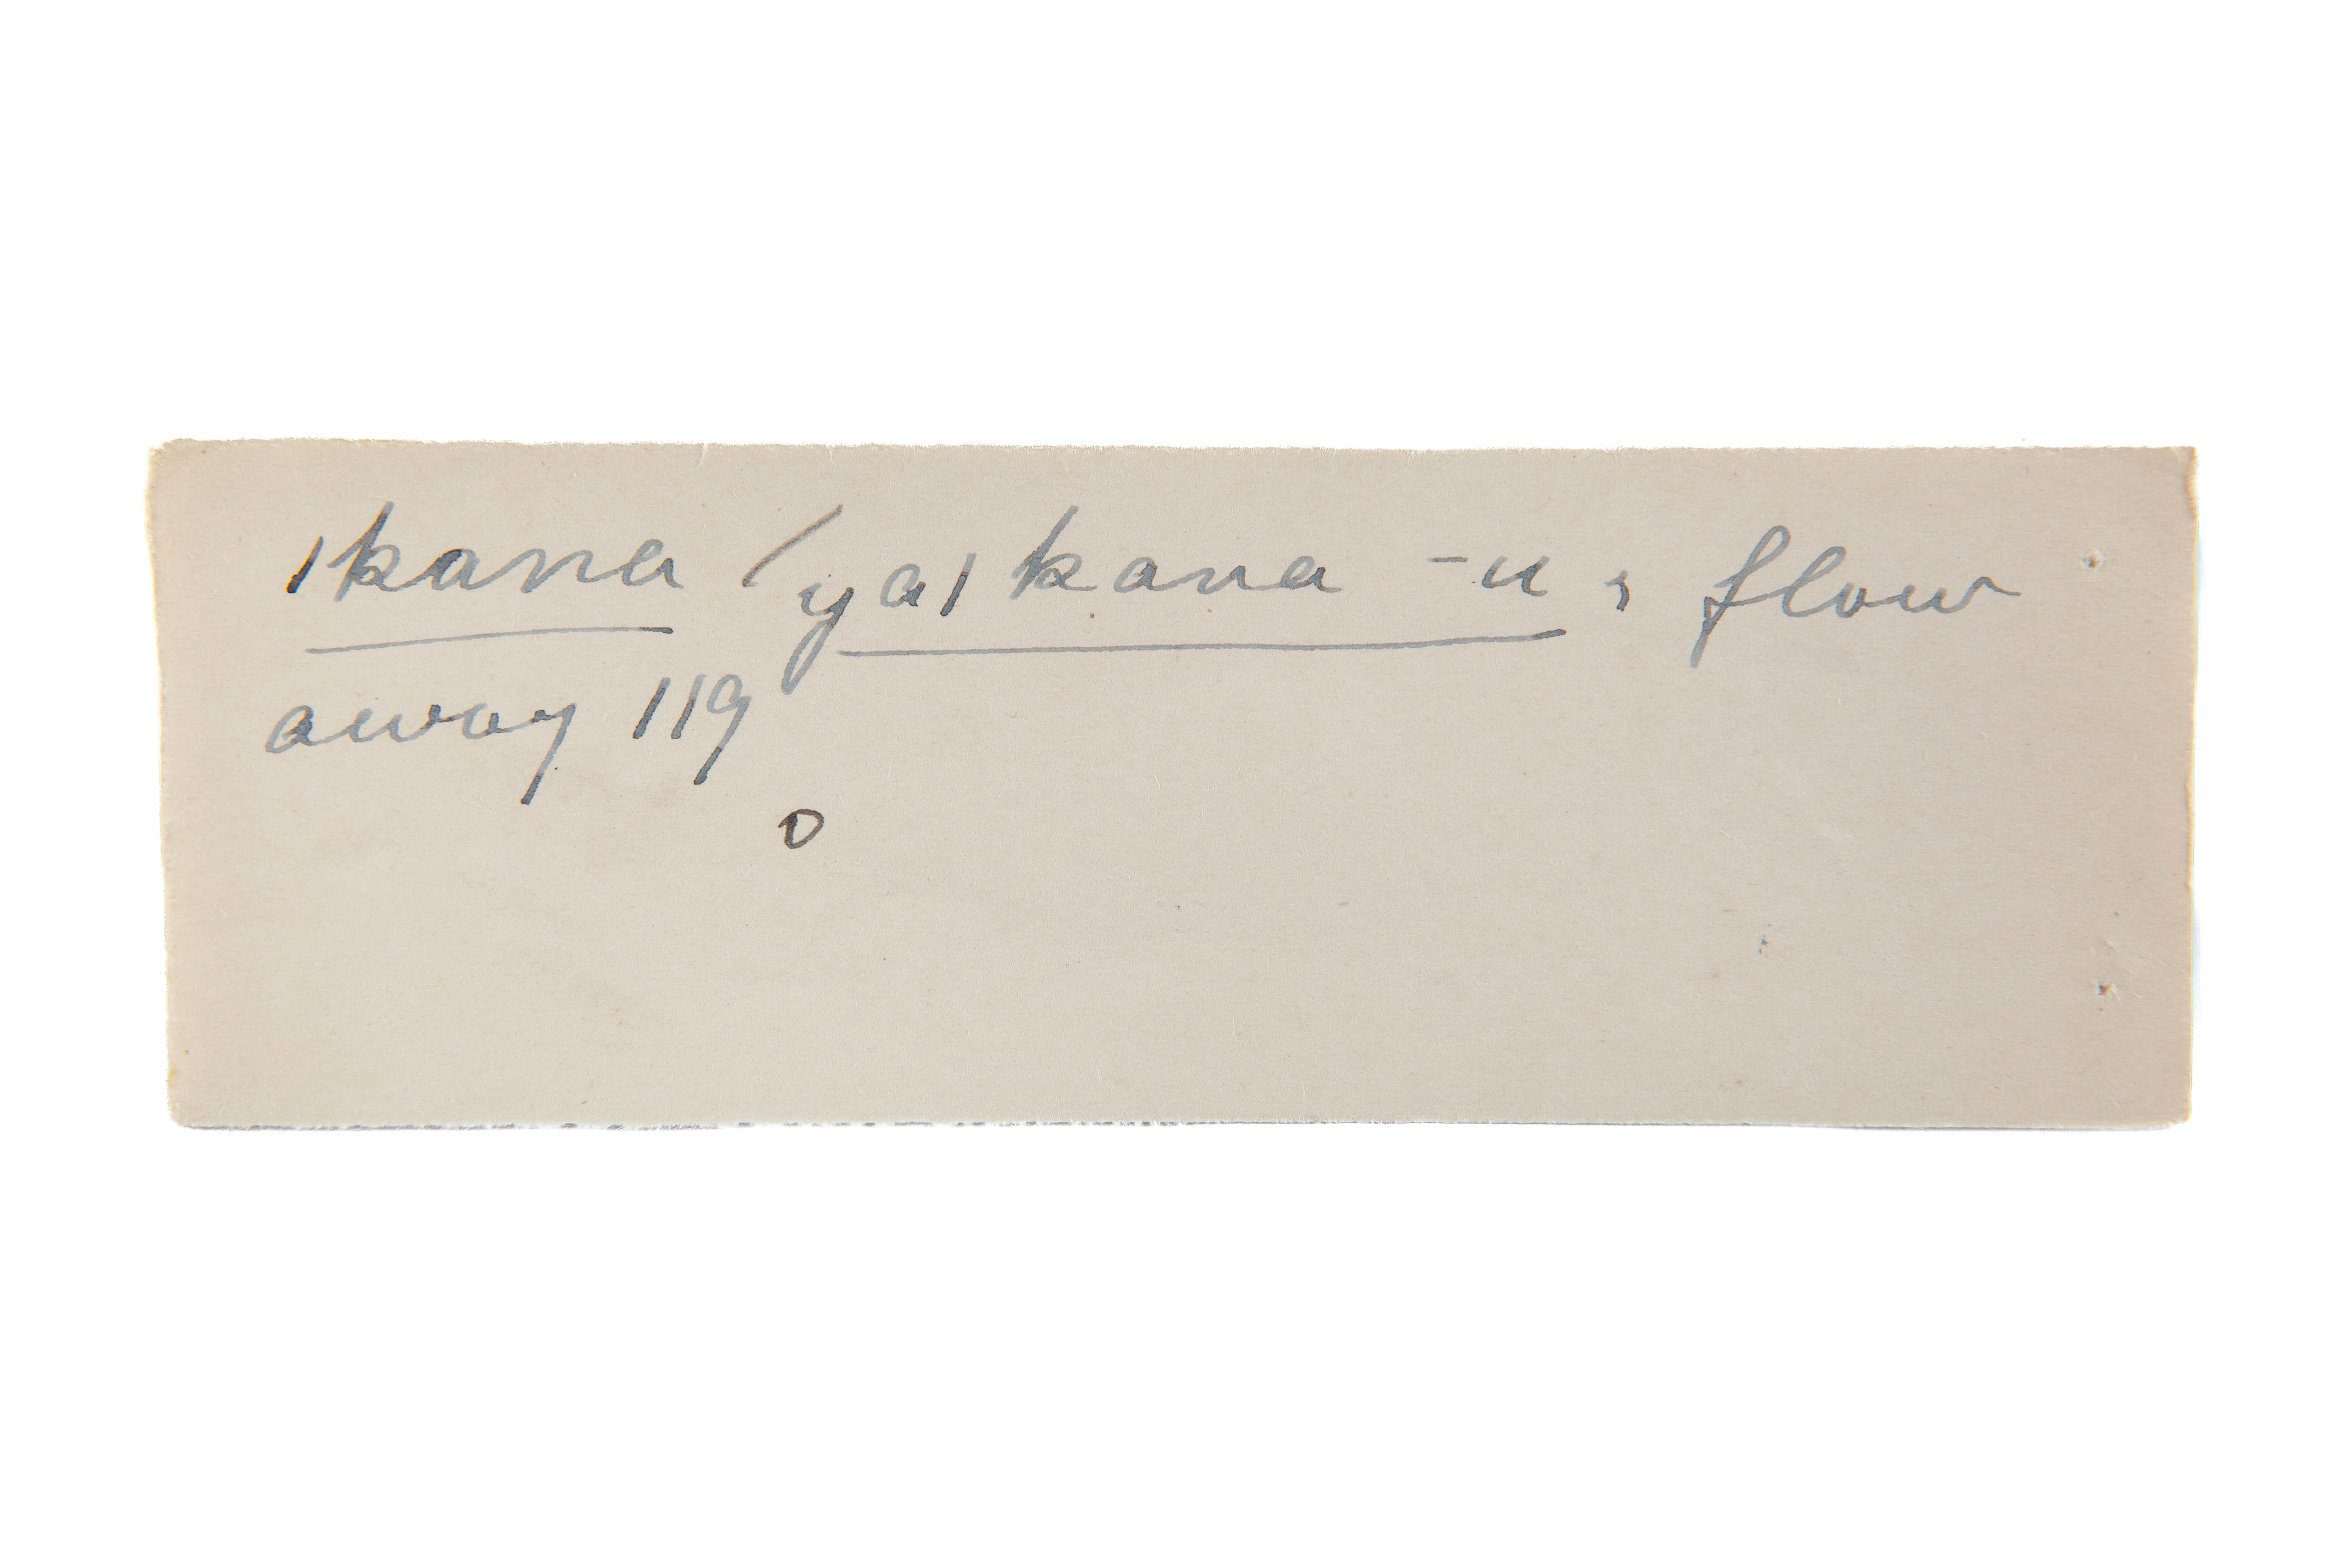 ikana / yaikana -u, flow
away 119
o